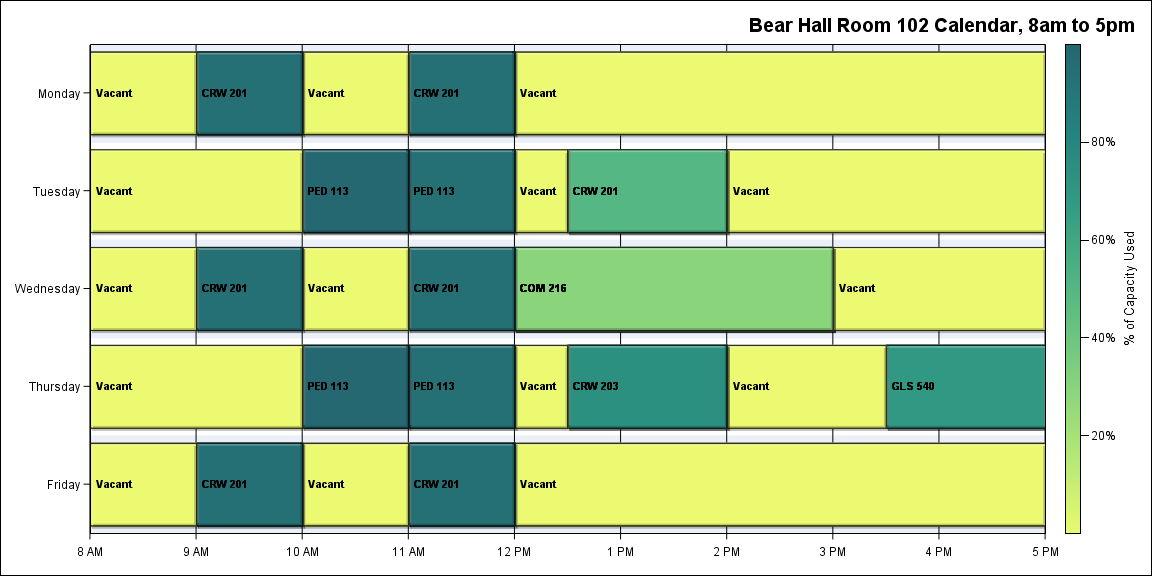 Bear Hall Room 102 Calendar, 8am to 5pm
Monday
Vacant
CRW 201
Vacant
CRW 201
Vacant
Tuesday
Vacant
PED 113
PED 113
Vacant
CRW 201
Vacant
Wednesday
Vacant
CRW 201
Vacant
CRW 201
COM 216
Vacant
Thursday
Vacant
PED 113
PED 113
Vacant
CRW 203
Vacant
GLS 540
Friday
Vacant
CRW 201
Vacant
CRW 201
Vacant
8 AM
9 AM
10 AM
11 AM
12 PM
1 PM
2 PM
3 PM
4 PM
5 PM
80%
60%
40%
20%
% of Capacity Used